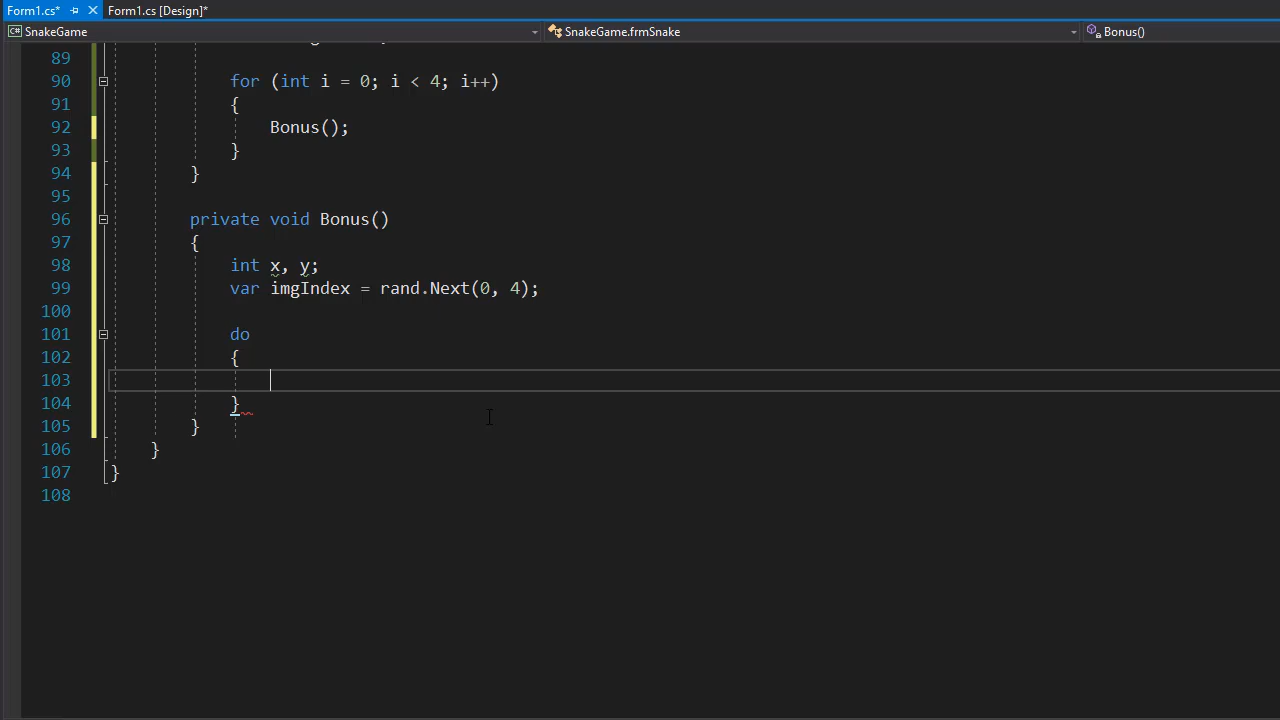 Form1.cs*
Form1.cs [Design]*
C# SnakeGame
SnakeGame.frmSnake
Bonus()
89
90 for (int i = 0; i < 4; i++)
91 {
92 Bonus();
93 }
94 }
95
96 private void Bonus()
97 {
98 int x, y;
99 var imgIndex = rand.Next(0, 4);
100
101 do
102 {
103
104 }
105 }
106 }
107 }
108